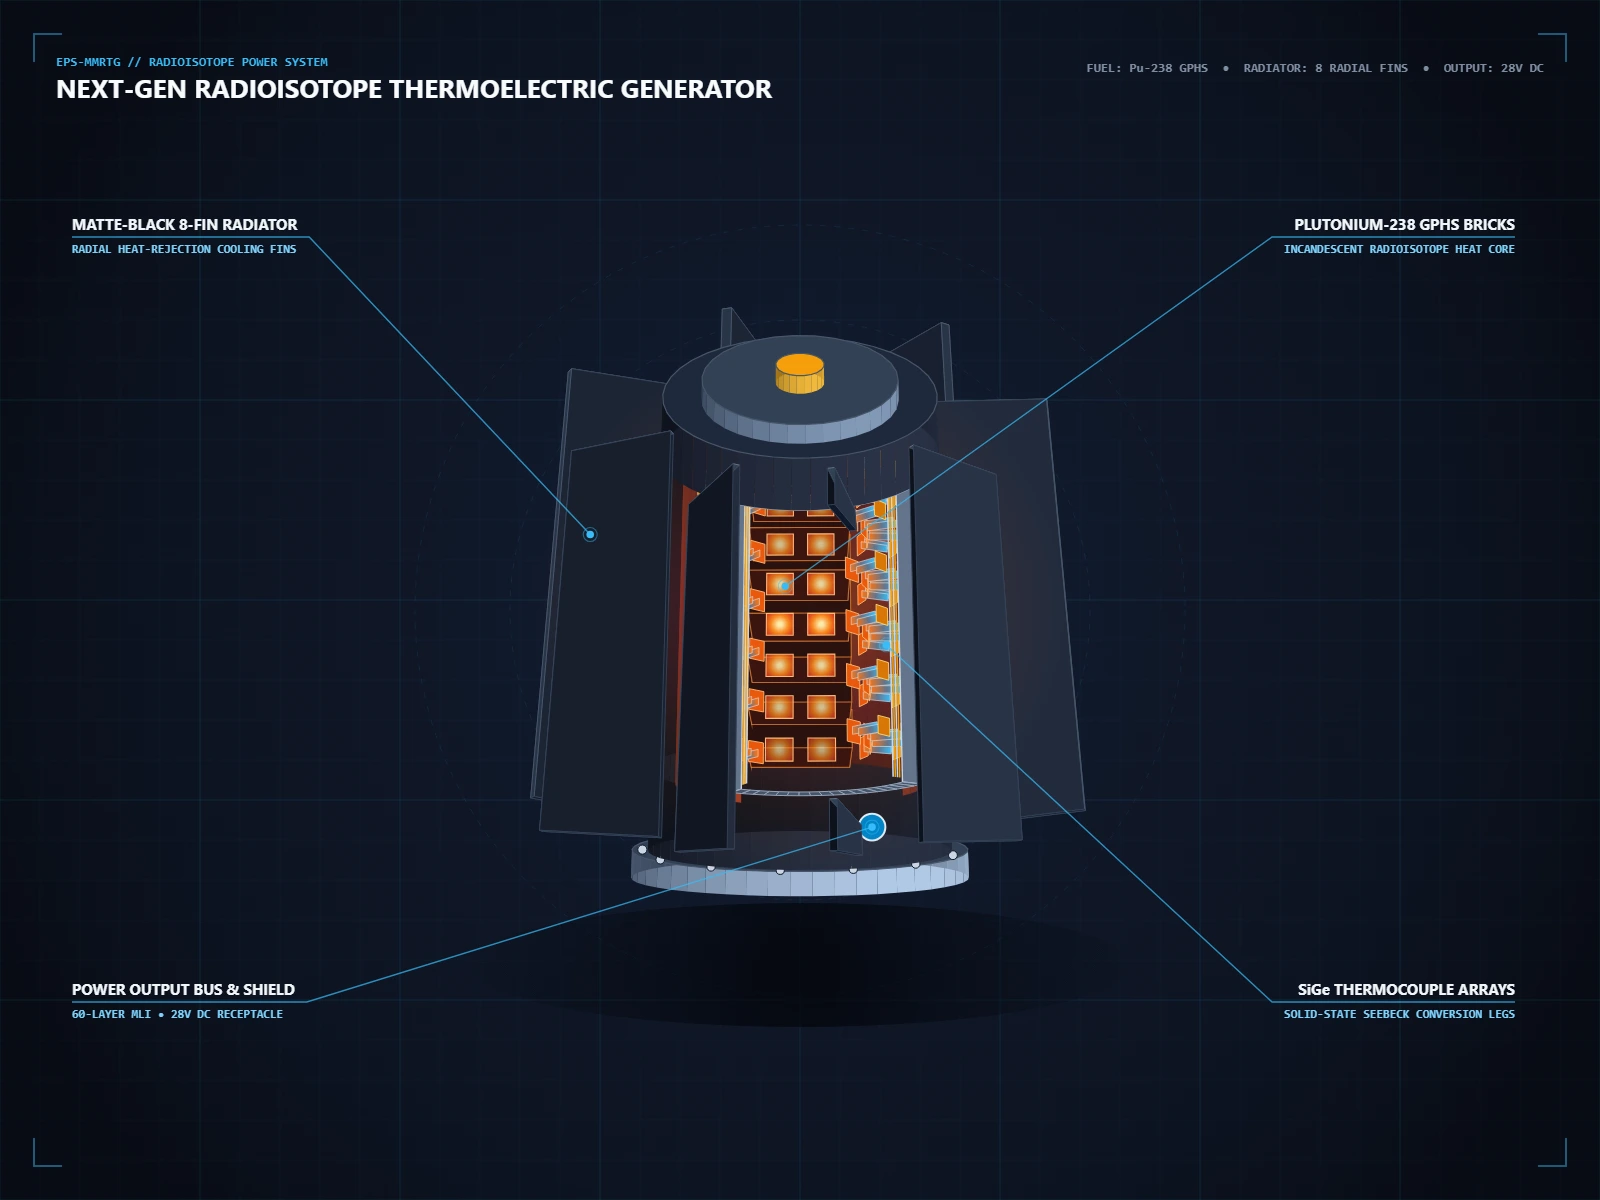 EPS-MMRTG // RADIOISOTOPE POWER SYSTEM
NEXT-GEN RADIOISOTOPE THERMOELECTRIC GENERATOR
FUEL: Pu-238 GPHS ● RADIATOR: 8 RADIAL FINS ● OUTPUT: 28V DC
MATTE-BLACK 8-FIN RADIATOR
RADIAL HEAT-REJECTION COOLING FINS
PLUTONIUM-238 GPHS BRICKS
INCANDESCENT RADIOISOTOPE HEAT CORE
POWER OUTPUT BUS & SHIELD
60-LAYER MLI ● 28V DC RECEPTACLE
SiGe THERMOCOUPLE ARRAYS
SOLID-STATE SEEBECK CONVERSION LEGS